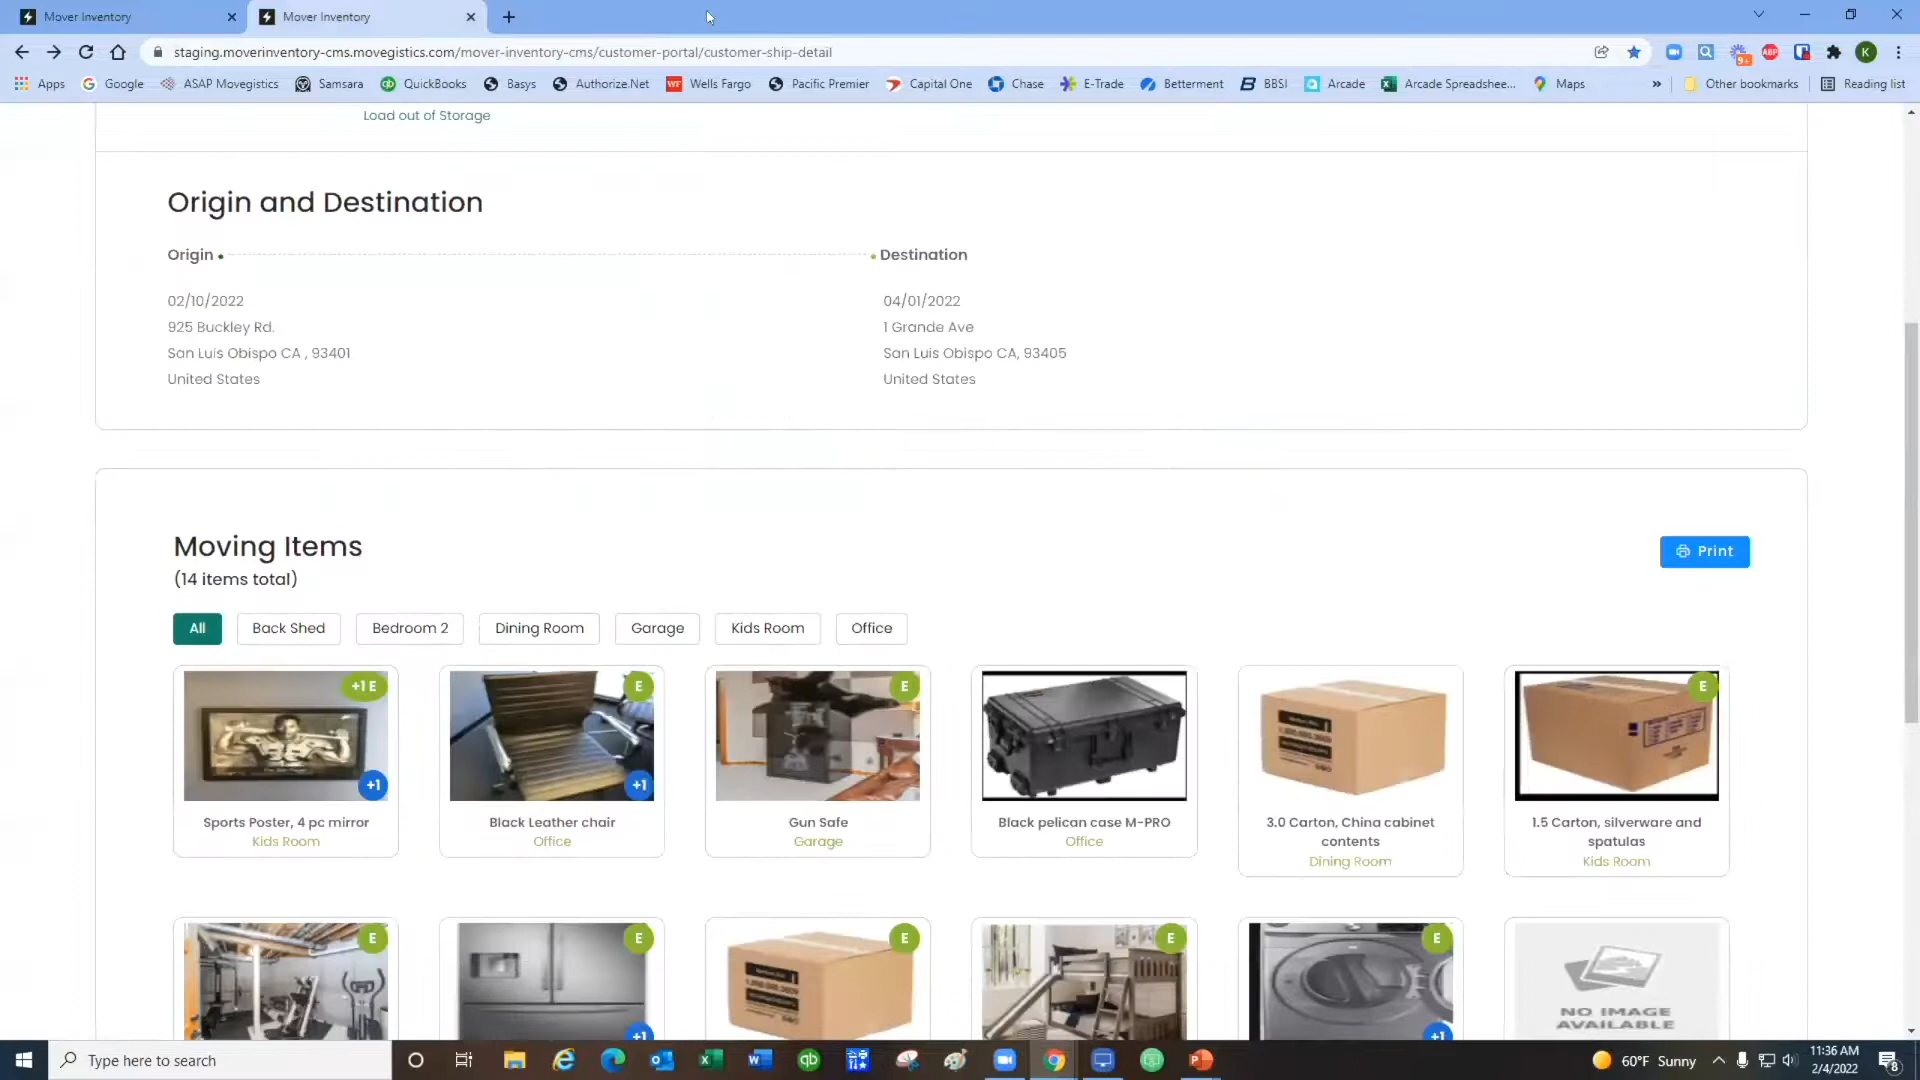 Mover Inventory
Mover Inventory
staging.moverinventory-cms.movegistics.com/mover-inventory-cms/customer-portal/customer-ship-detail
9+
ABP
K
Apps
Google
ASAP Movegistics
Samsara
QuickBooks
Basys
Authorize.Net
Wells Fargo
Pacific Premier
Capital One
Chase
E-Trade
Betterment
BBSI
Arcade
Arcade Spreadshee...
Maps
»
Other bookmarks
Reading list
Load out of Storage
Origin and Destination
Origin
Destination
02/10/2022
04/01/2022
925 Buckley Rd.
1 Grande Ave
San Luis Obispo CA , 93401
San Luis Obispo CA, 93405
United States
United States
Moving Items
Print
(14 items total)
All
Back Shed
Bedroom 2
Dining Room
Garage
Kids Room
Office
+1 E
E
E
E
+1
+1
Sports Poster, 4 pc mirror
Kids Room
Black Leather chair
Office
Gun Safe
Garage
Black pelican case M-PRO
Office
3.0 Carton, China cabinet
contents
Dining Room
1.5 Carton, silverware and
spatulas
Kids Room
E
E
E
E
E
+1
+1
NO IMAGE
AVAILABLE
Type here to search
60°F Sunny
11:36 AM
2/4/2022
8